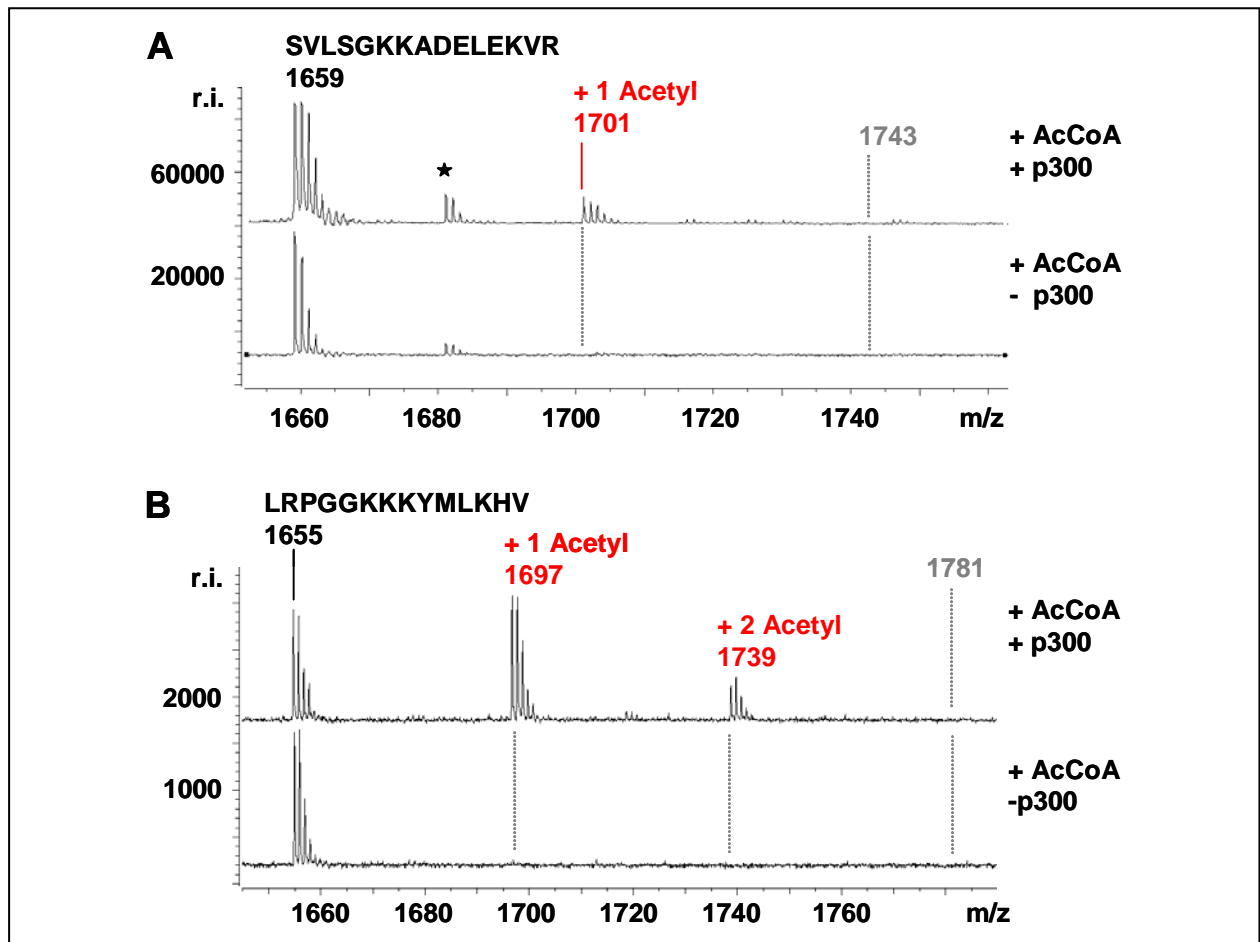 A
SVLSGKKADELEKVR
1659
r.i.
+ 1 Acetyl
1701
1743
+ AcCoA
+ p300
60000
★
+ AcCoA
- p300
20000
1660 1680 1700 1720 1740 m/z
B
LRPGGKKKYMLKHV
1655
r.i.
+ 1 Acetyl
1697
+ 2 Acetyl
1739
1781
+ AcCoA
+ p300
2000
+ AcCoA
-p300
1000
1660 1680 1700 1720 1740 1760 m/z